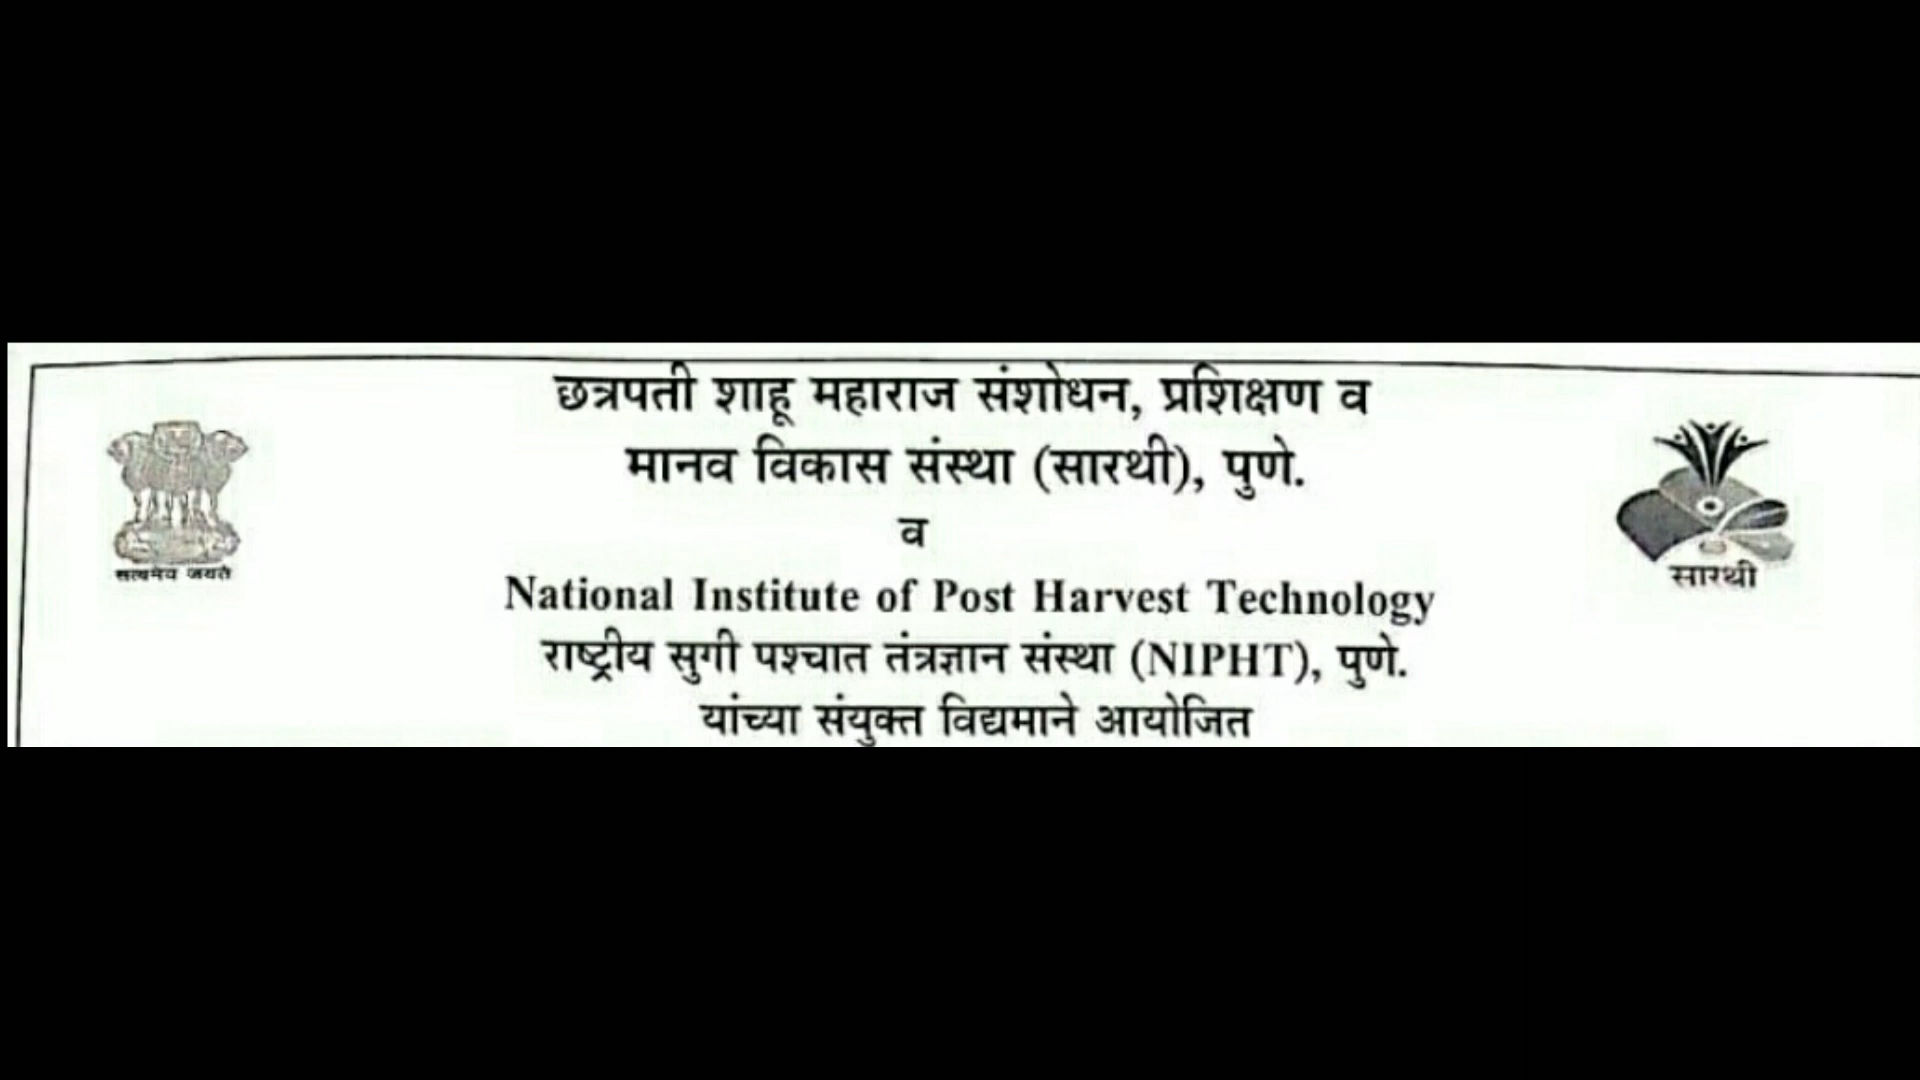 छत्रपती शाहू महाराज संशोधन, प्रशिक्षण व
मानव विकास संस्था (सारथी), पुणे.
व
National Institute of Post Harvest Technology
राष्ट्रीय सुगी पश्चात तंत्रज्ञान संस्था (NIPHT), पुणे.
यांच्या संयुक्त विद्यमाने आयोजित
सत्यमेव जयते
सारथी